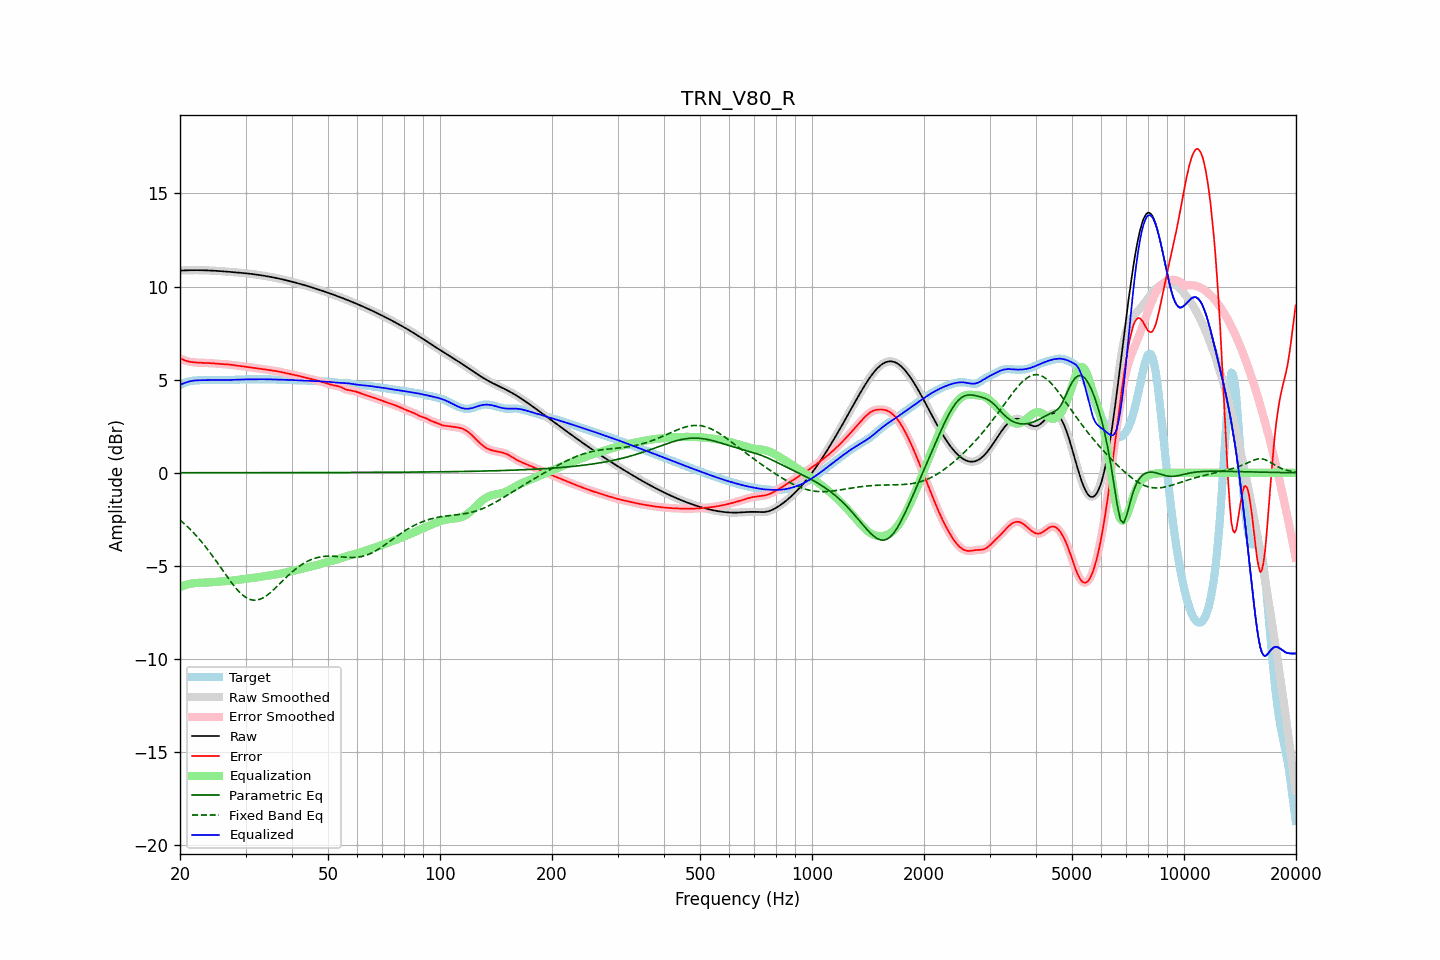 TRN_V80_R
Amplitude (dBr)
15
10
5
0
−5
−10
−15
−20
Target
Raw Smoothed
Error Smoothed
Raw
Error
Equalization
Parametric Eq
Fixed Band Eq
Equalized
20
50
100
200
500
1000
2000
5000
10000
20000
Frequency (Hz)